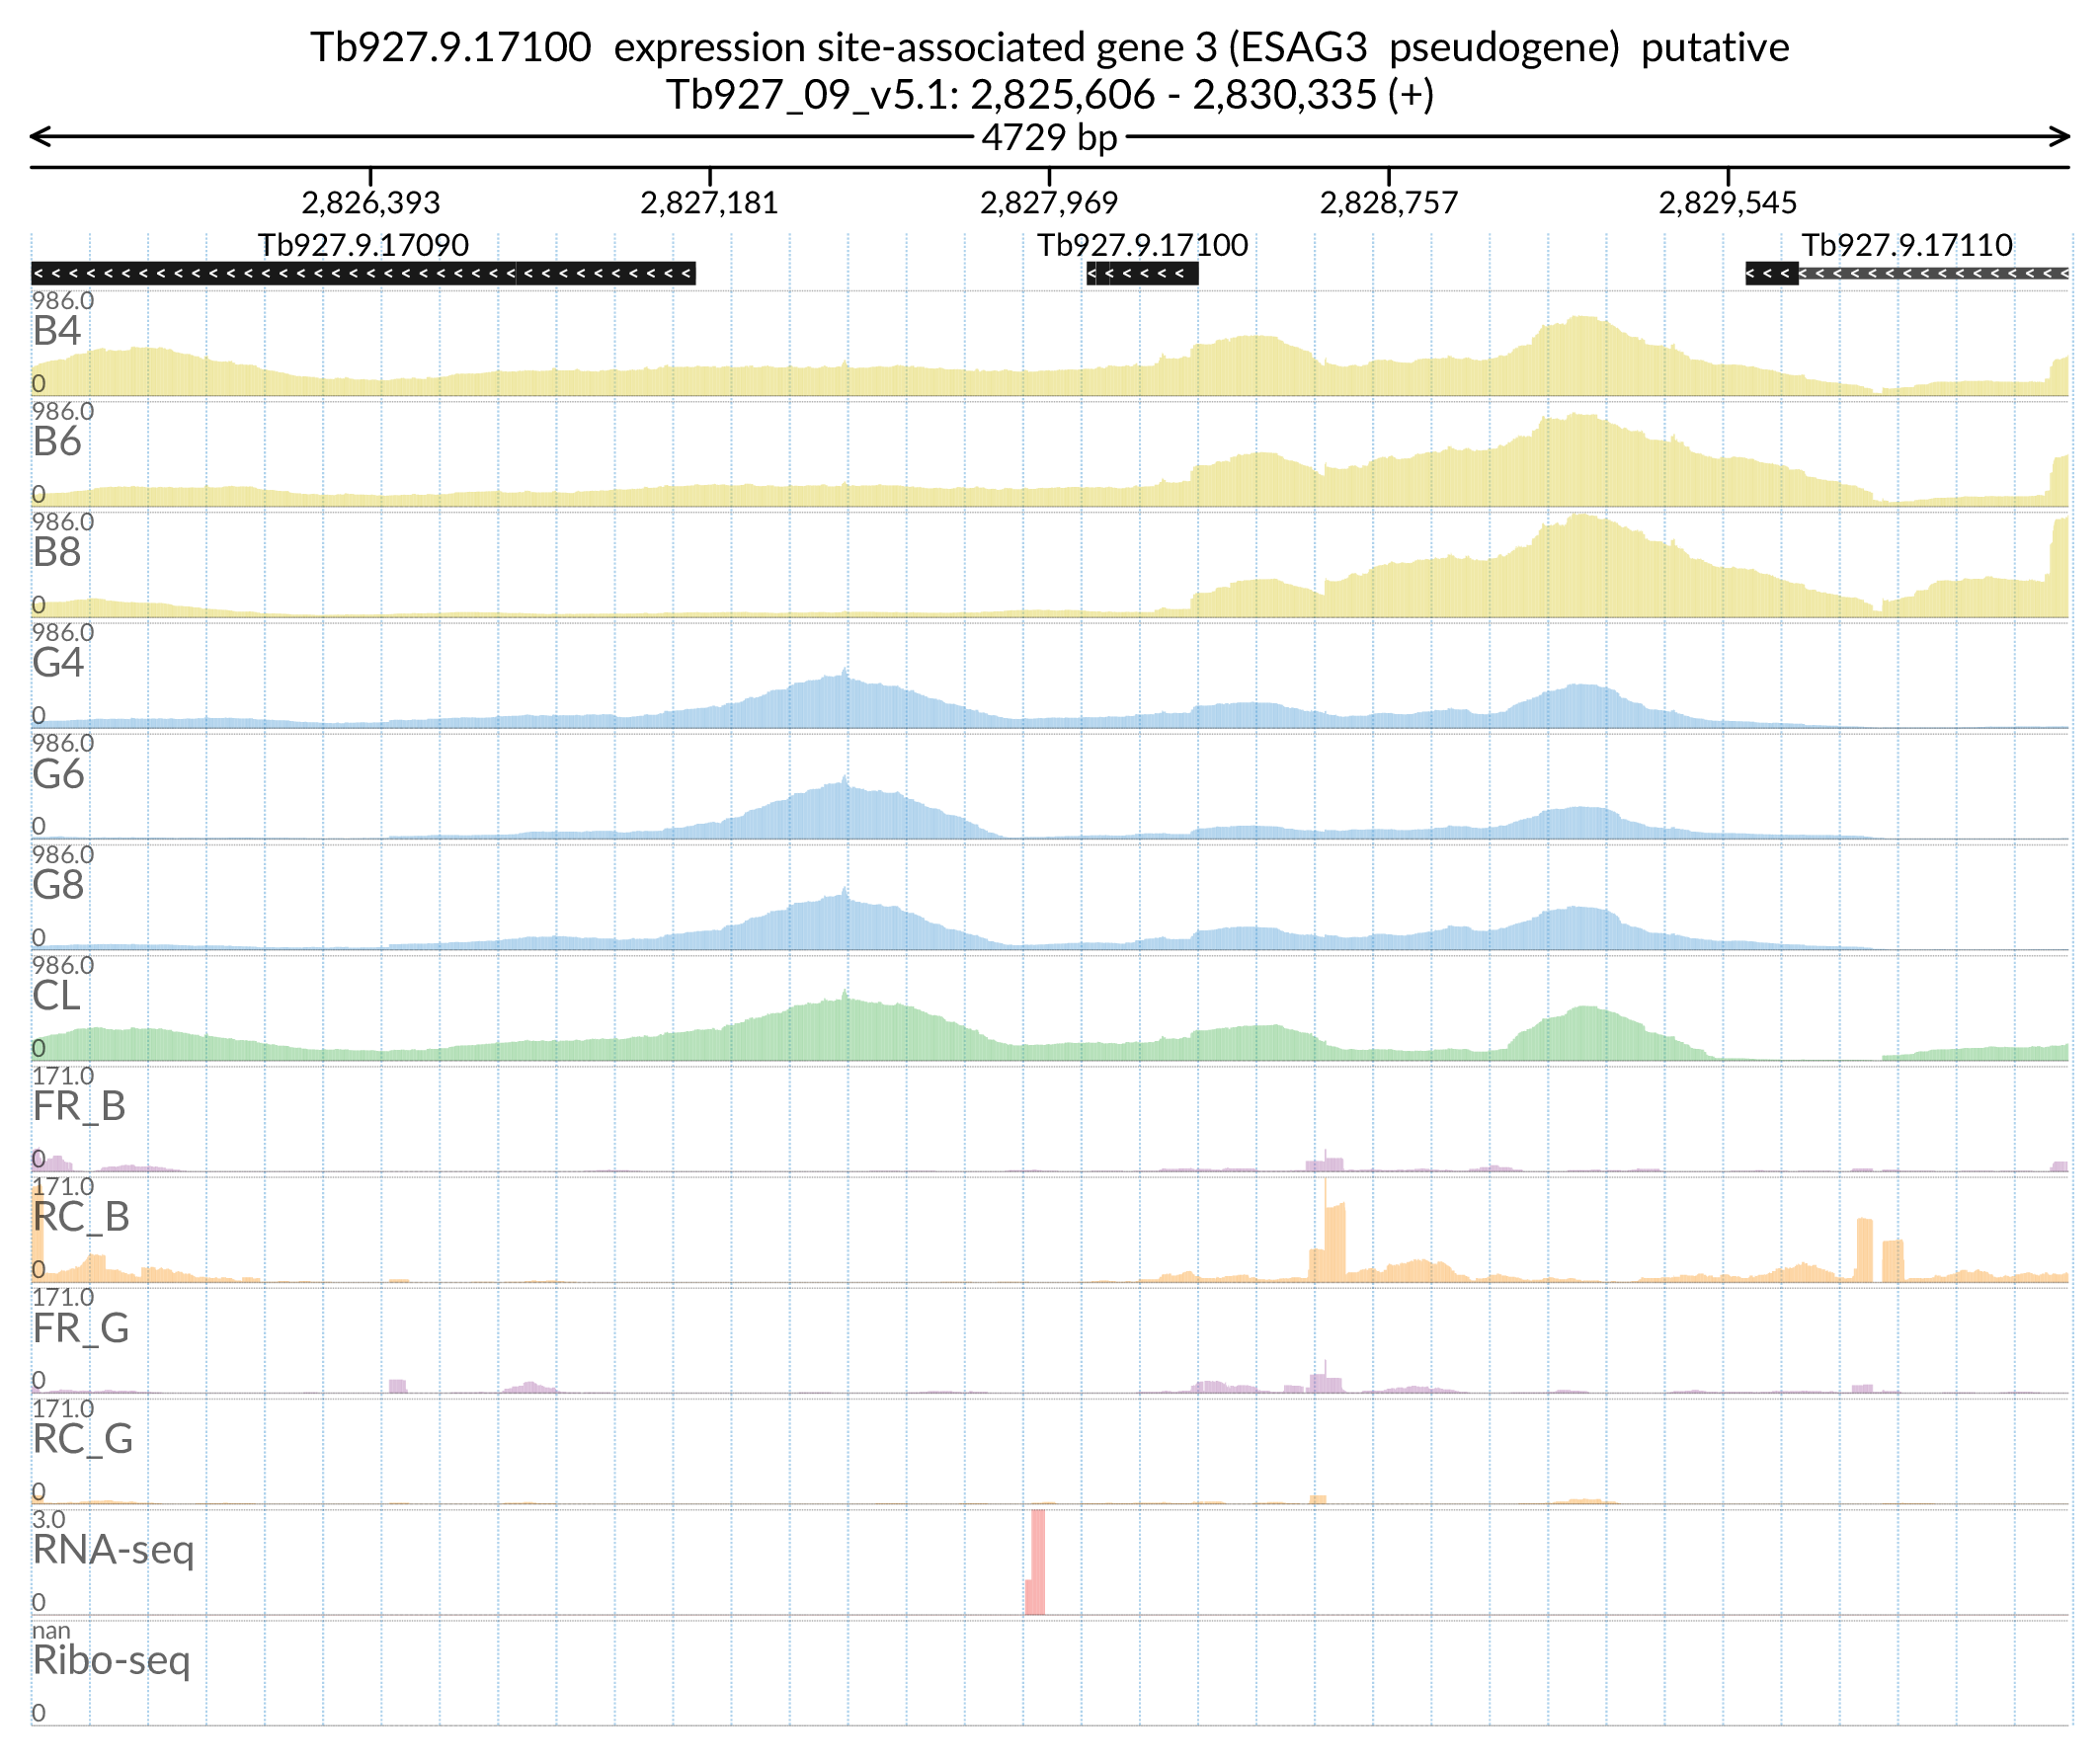 Tb927.9.17100  expression site-associated gene 3 (ESAG3  pseudogene)  putative
Tb927_09_v5.1: 2,825,606 - 2,830,335 (+)
4729 bp
2,826,393 2,827,181 2,827,969 2,828,757 2,829,545
Tb927.9.17090 Tb927.9.17100 Tb927.9.17110
986.0
B4
0
986.0
B6
0
986.0
B8
0
986.0
G4
0
986.0
G6
0
986.0
G8
0
986.0
CL
0
171.0
FR_B
0
171.0
RC_B
0
171.0
FR_G
0
171.0
RC_G
0
3.0
RNA-seq
0
nan
Ribo-seq
0